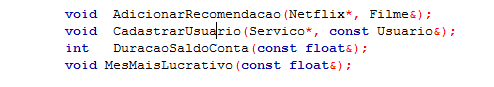 void  AdicionarRecomendacao(Netflix*, Filme&);
void  CadastrarUsuario(Servico*, const Usuario&);
int   DuracaoSaldoConta(const float&);
void MesMaisLucrativo(const float&);